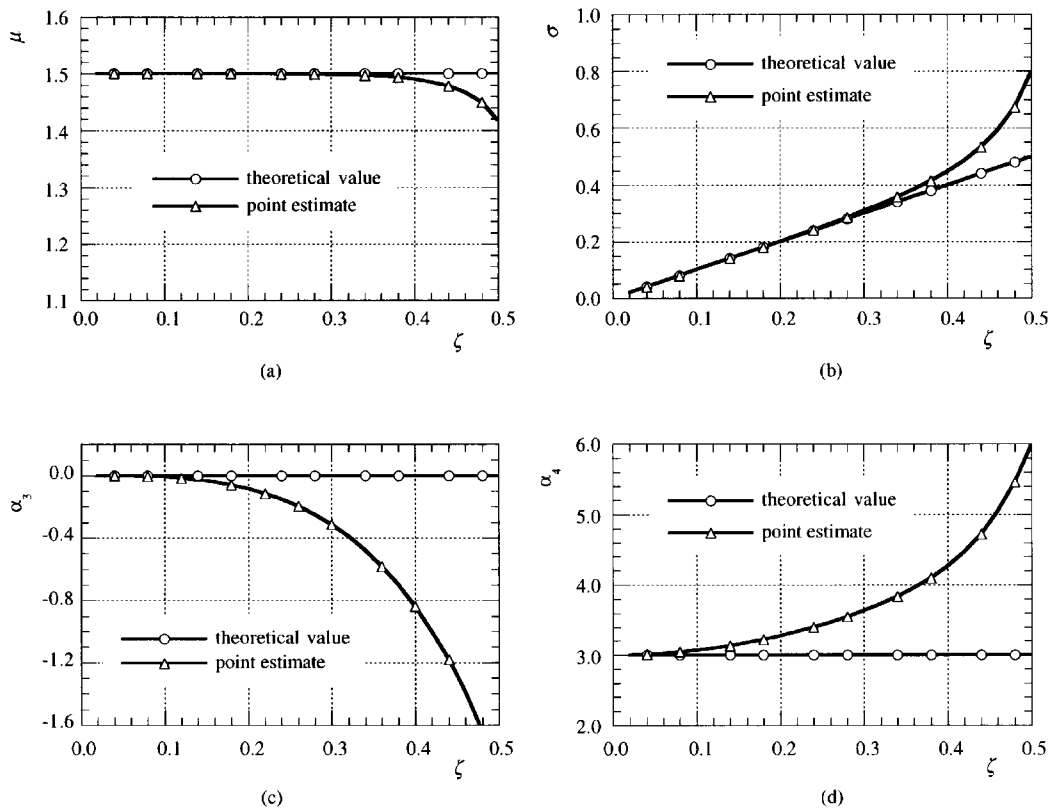 μ
1.6
1.5
1.4
1.3
1.2
1.1
0.0 0.1 0.2 0.3 0.4 0.5
ζ
theoretical value
point estimate
(a)
σ
1.0
0.8
0.6
0.4
0.2
0.0
0.0 0.1 0.2 0.3 0.4 0.5
ζ
theoretical value
point estimate
(b)
α3
0.0
-0.4
-0.8
-1.2
-1.6
0.0 0.1 0.2 0.3 0.4 0.5
ζ
theoretical value
point estimate
(c)
α4
6.0
5.0
4.0
3.0
2.0
0.0 0.1 0.2 0.3 0.4 0.5
ζ
theoretical value
point estimate
(d)